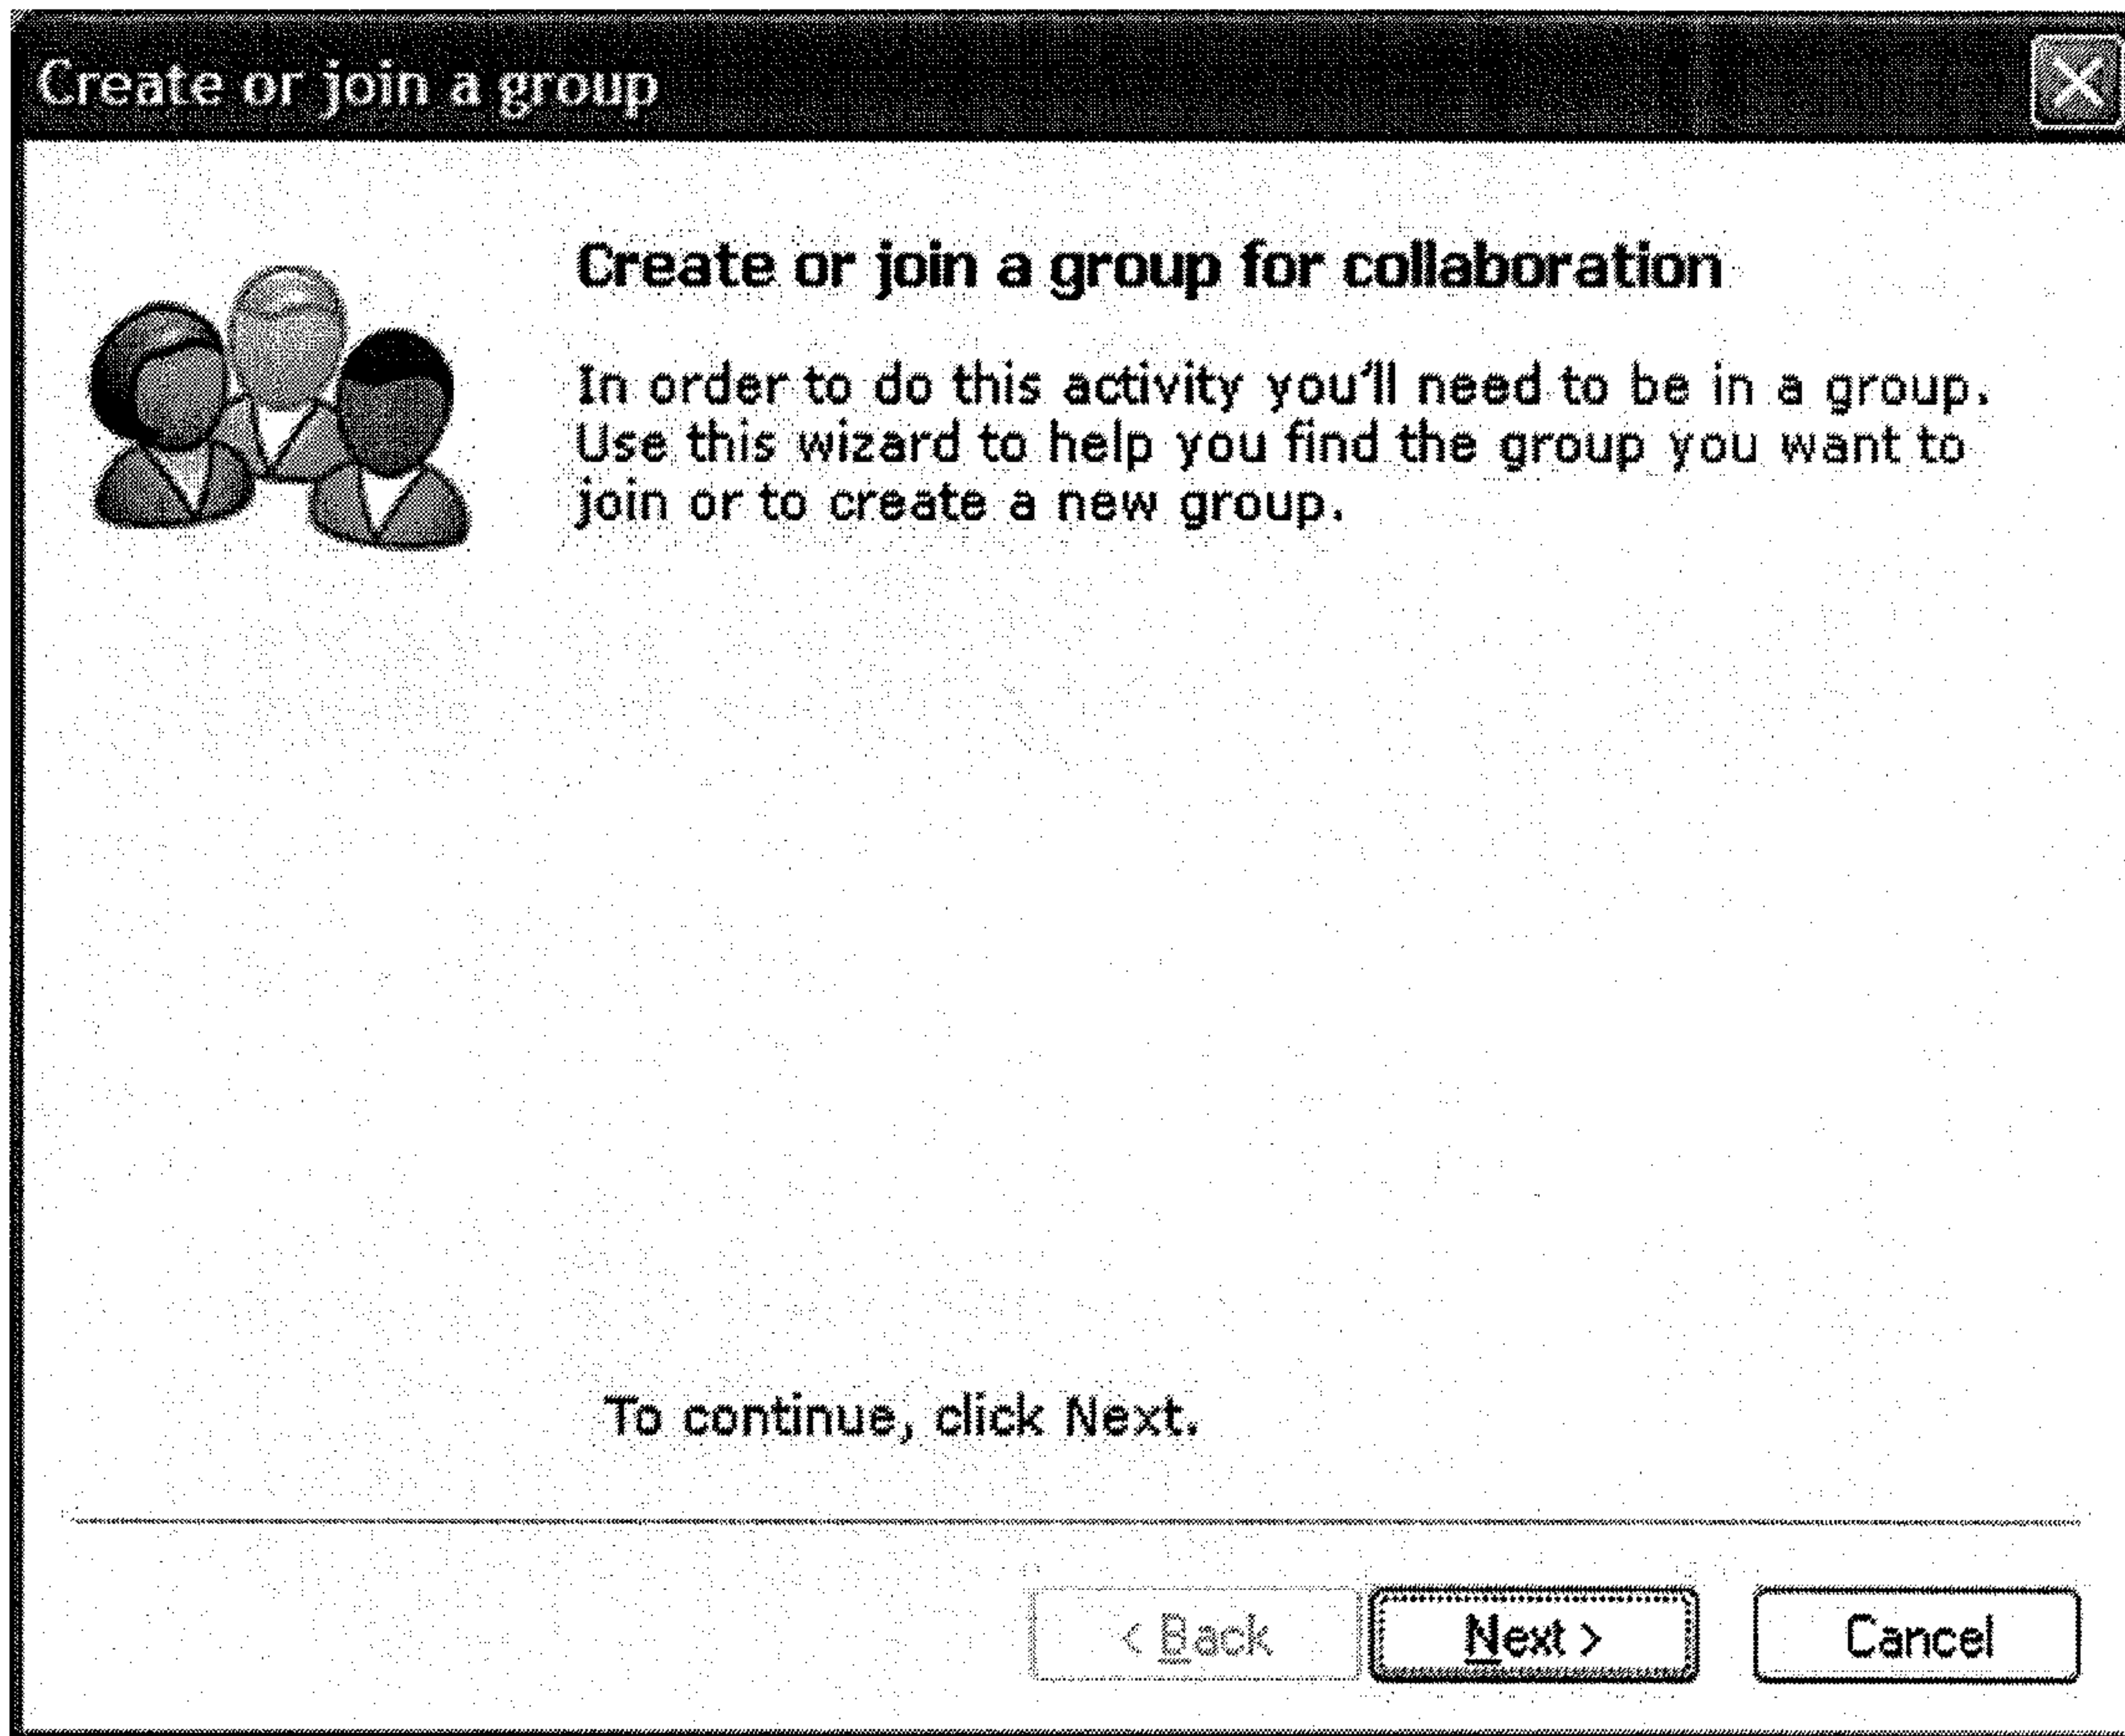 Create or join a group
Create or join a group for collaboration
In order to do this activity you'll need to be in a group.
Use this wizard to help you find the group you want to
join or to create a new group.
To continue, click Next.
< Back
Next >
Cancel